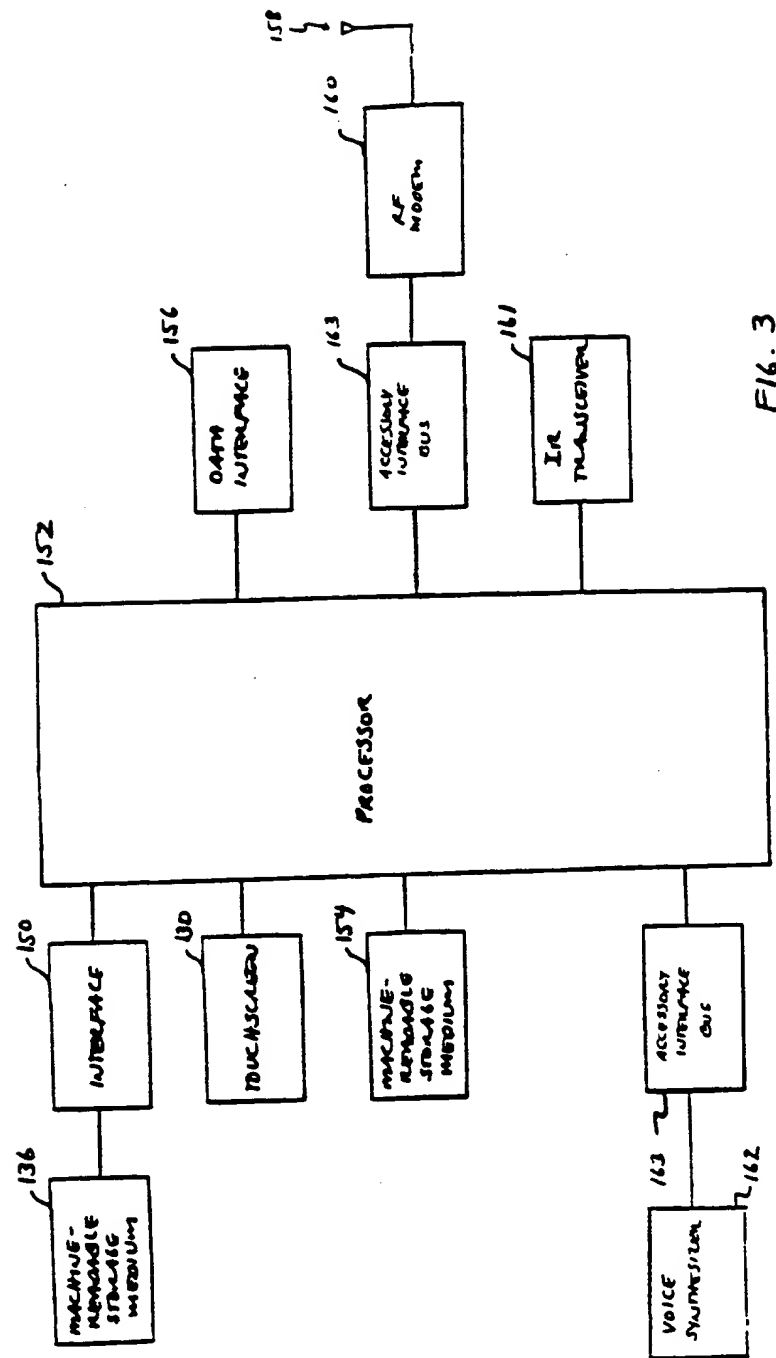 136
MACHINE-
READABLE
STORAGE
MEDIUM
150
INTERFACE
130
TOUCHSCREEN
154
MACHINE-
READABLE
STORAGE
MEDIUM
VOICE
SYNTHESIZER
162
163
ACCESSORY
INTERFACE
BUS
152
PROCESSOR
156
DATA
INTERFACE
163
ACCESSORY
INTERFACE
BUS
160
RF
MODEM
158
161
IR
TRANSCEIVER
FIG. 3